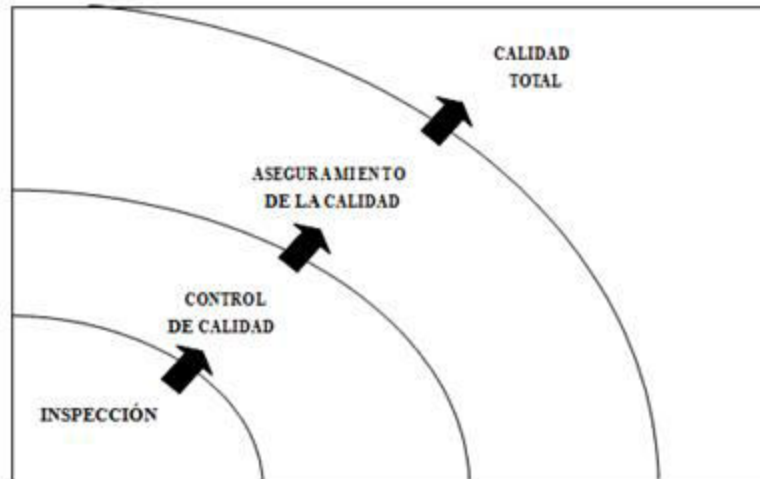 CALIDAD
TOTAL
ASEGURAMIENTO
DE LA CALIDAD
CONTROL
DE CALIDAD
INSPECCIÓN